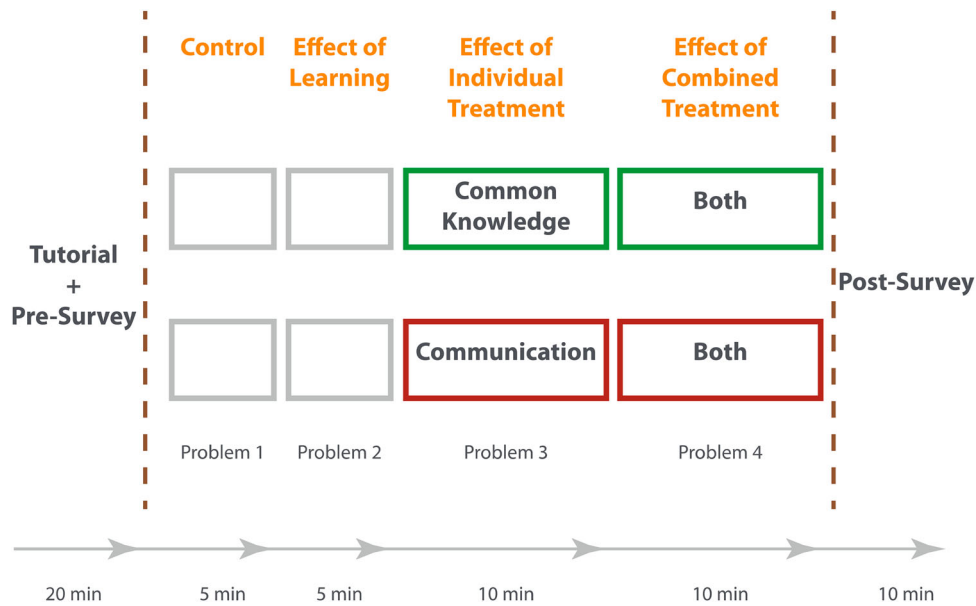 Control
Effect of
Learning
Effect of
Individual
Treatment
Effect of
Combined
Treatment
Tutorial
+
Pre-Survey
Common
Knowledge
Both
Communication
Both
Post-Survey
Problem 1
Problem 2
Problem 3
Problem 4
20 min
5 min
5 min
10 min
10 min
10 min